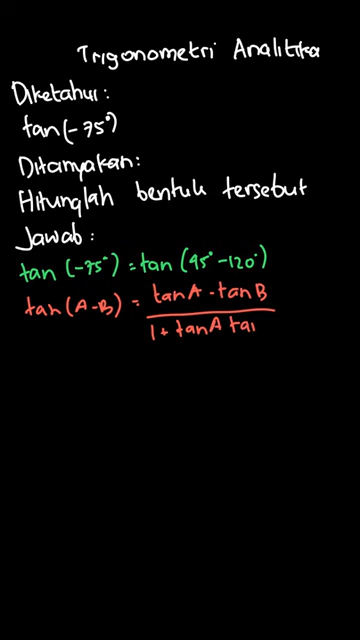 Trigonometri Analitika
Diketahui:
tan(-75°)
Ditanyakan:
Hitunglah bentuk tersebut
Jawab:
tan (-75°) = tan (45° - 120°)
tan (A-B) = tanA - tanB
1 + tanA tar